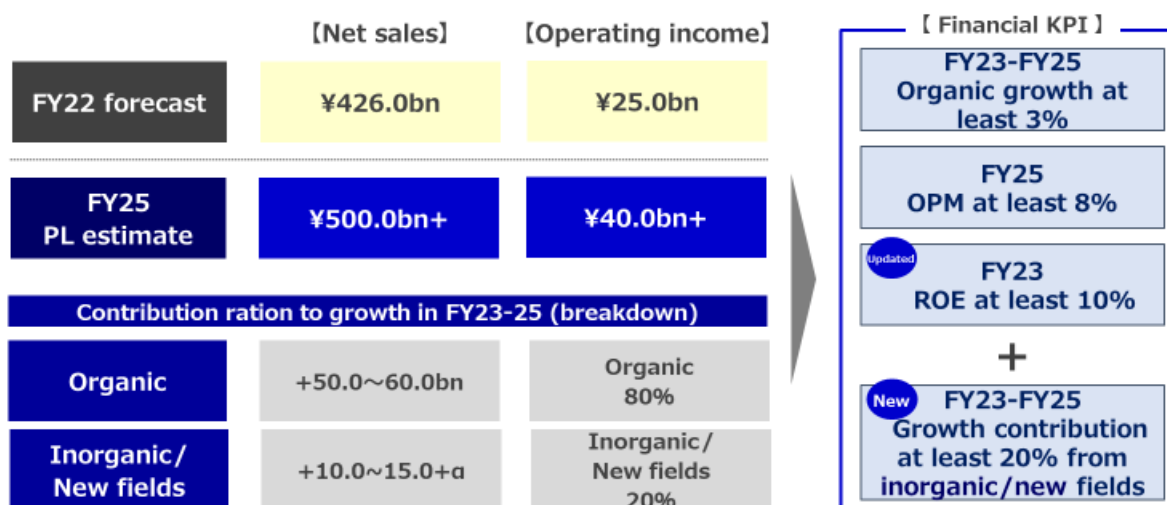 【Net sales】
【Operating income】
FY22 forecast
¥426.0bn
¥25.0bn
FY25
PL estimate
¥500.0bn+
¥40.0bn+
Contribution ration to growth in FY23-25 (breakdown)
Organic
+50.0～60.0bn
Organic
80%
Inorganic/
New fields
+10.0~15.0+α
Inorganic/
New fields
20%
【 Financial KPI 】
FY23-FY25
Organic growth at
least 3%
FY25
OPM at least 8%
Updated
FY23
ROE at least 10%
+
New
FY23-FY25
Growth contribution
at least 20% from
inorganic/new fields